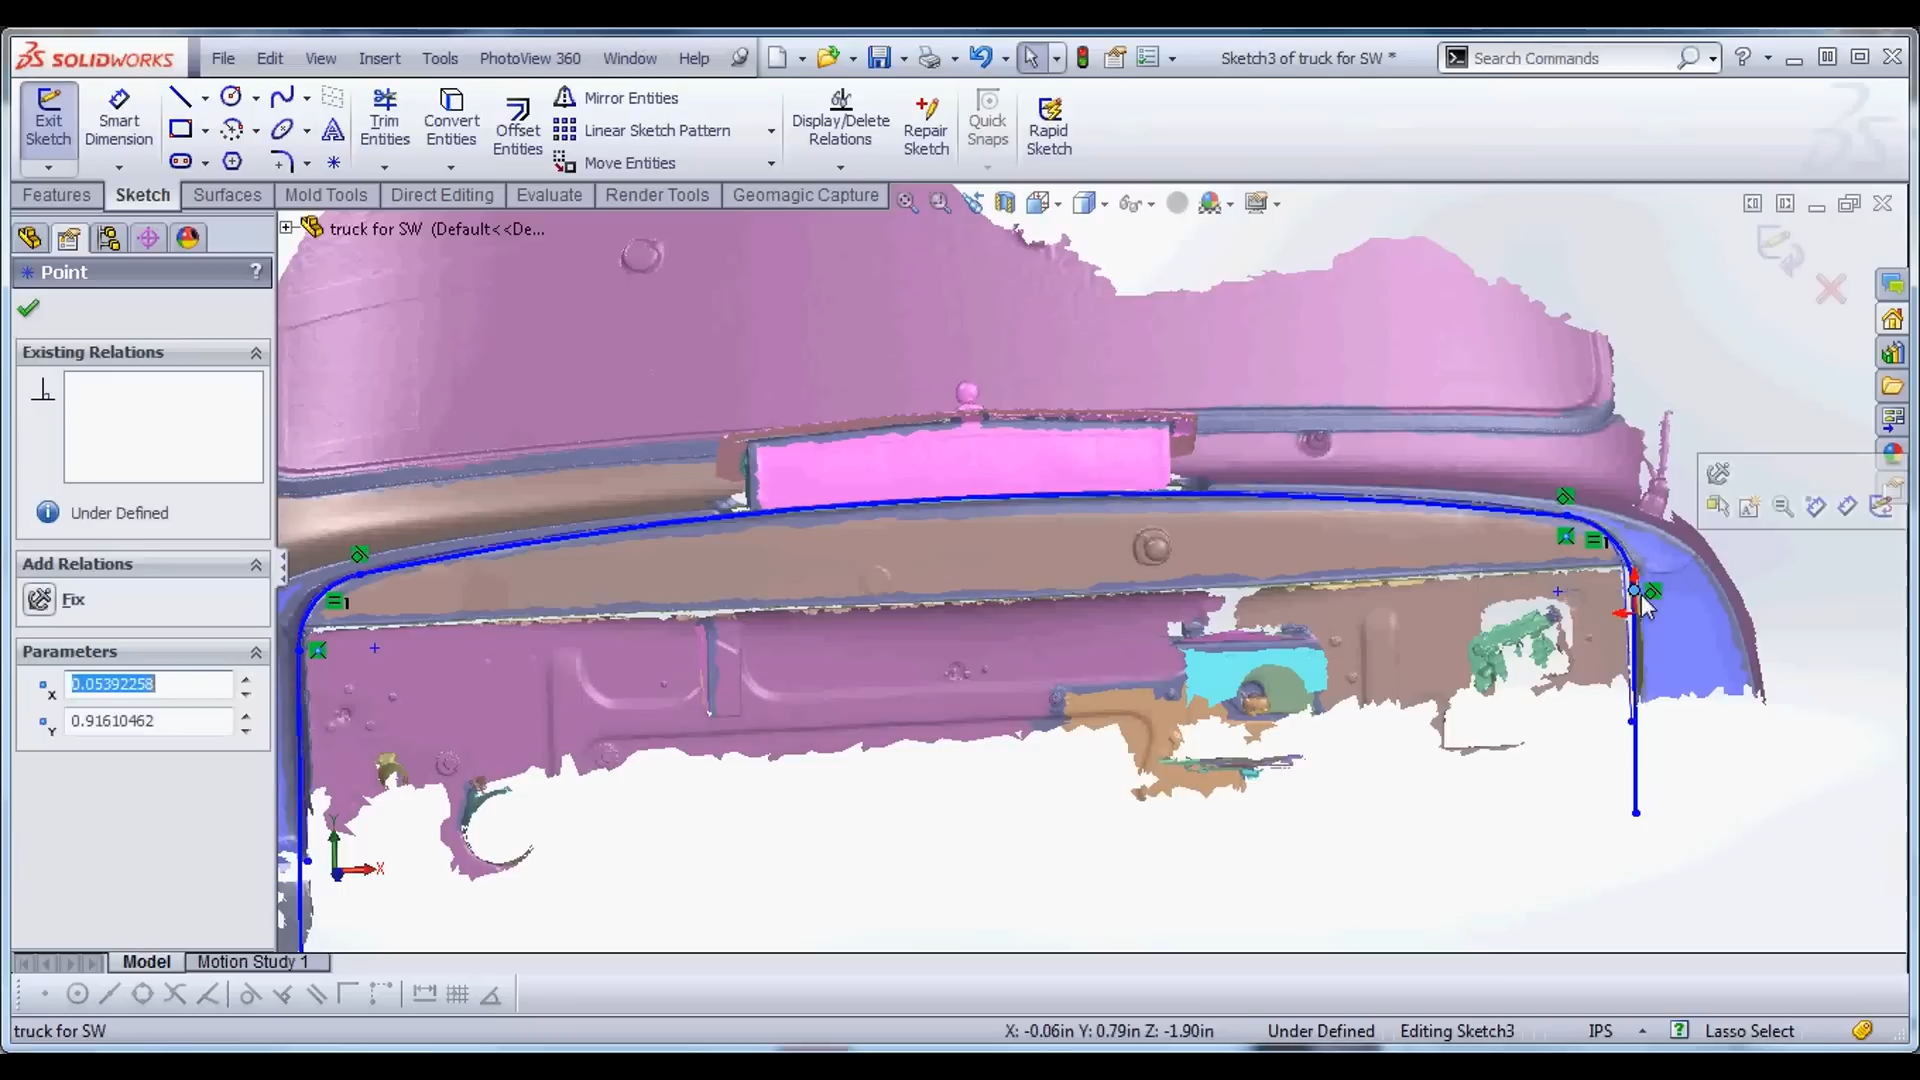 SOLIDWORKS File Edit View Insert Tools PhotoView 360 Window Help Sketch3 of truck for SW * Search Commands
Exit Sketch
Smart Dimension
Trim Entities
Convert Entities
Offset Entities
Mirror Entities
Linear Sketch Pattern
Move Entities
Display/Delete Relations
Repair Sketch
Quick Snaps
Rapid Sketch
Features Sketch Surfaces Mold Tools Direct Editing Evaluate Render Tools Geomagic Capture
truck for SW (Default<<De...
Point ?
Existing Relations
Under Defined
Add Relations
Fix
Parameters
X 0.05392258
Y 0.91610462
1
1
Y
X
Model Motion Study 1
truck for SW X: -0.06in Y: 0.79in Z: -1.90in Under Defined Editing Sketch3 IPS ? Lasso Select